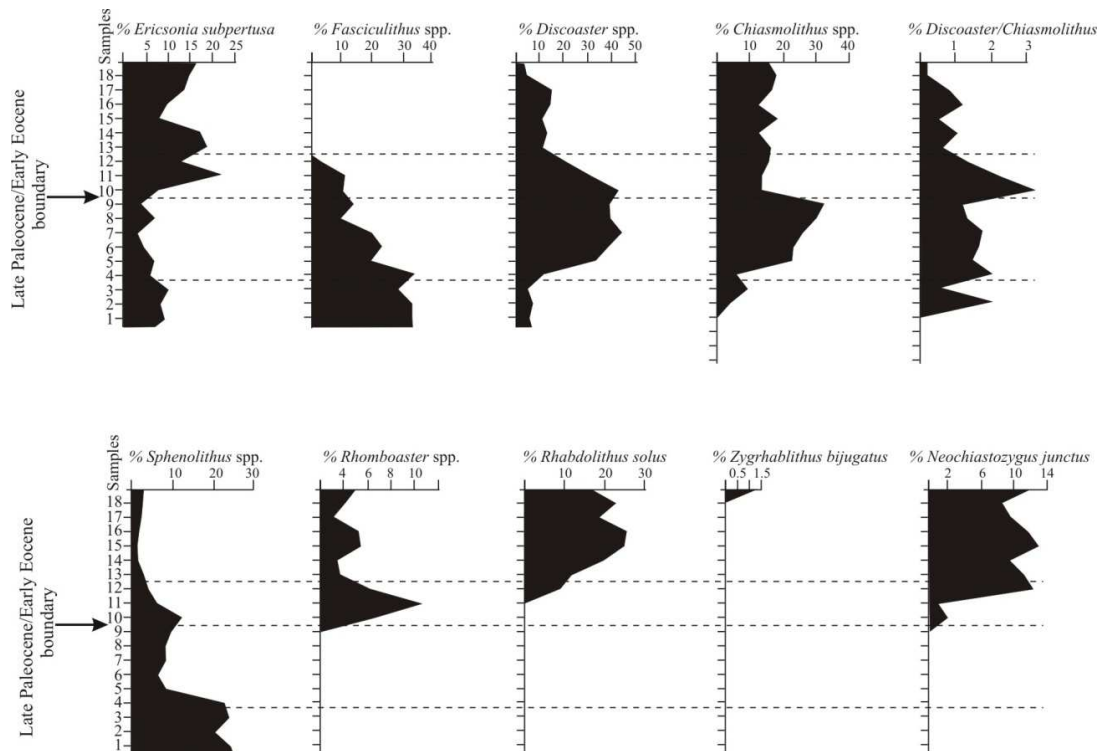 % Ericsonia subpertusa % Fasciculithus spp. % Discoaster spp. % Chiasmolithus spp. % Discoaster/Chiasmolithus
Samples
5 10 15 20 25
10 20 30 40
10 20 30 40 50
10 20 30 40
1 2 3
18
17
16
15
14
13
12
11
10
9
8
7
6
5
4
3
2
1
Late Paleocene/Early Eocene
boundary
% Sphenolithus spp. % Rhomboaster spp. % Rhabdolithus solus % Zygrhablithus bijugatus % Neochiastozygus junctus
Samples
10 20 30
4 6 8 10
10 20 30
0.5 1 1.5
2 6 10 14
18
17
16
15
14
13
12
11
10
9
8
7
6
5
4
3
2
1
Late Paleocene/Early Eocene
boundary